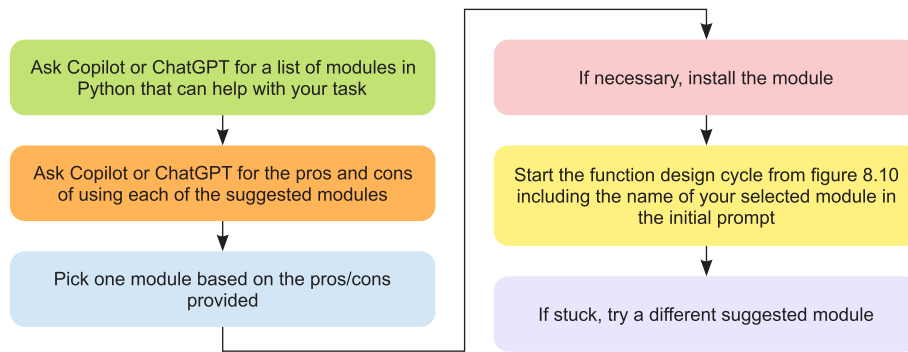 Ask Copilot or ChatGPT for a list of modules in
Python that can help with your task
Ask Copilot or ChatGPT for the pros and cons
of using each of the suggested modules
Pick one module based on the pros/cons
provided
If necessary, install the module
Start the function design cycle from figure 8.10
including the name of your selected module in
the initial prompt
If stuck, try a different suggested module